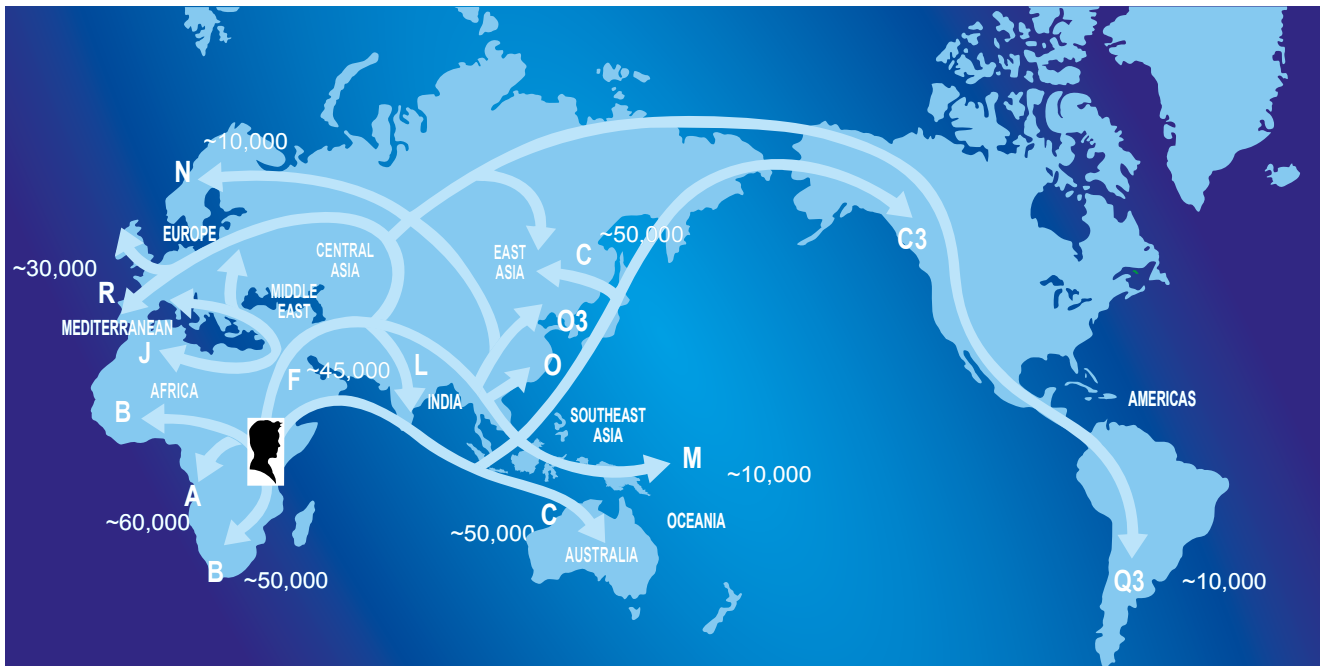 ~10,000
N
EUROPE
~30,000
R
MEDITERRANEAN
J
MIDDLE
EAST
CENTRAL
ASIA
EAST
ASIA
C
~50,000
C3
O3
O
L
F
~45,000
INDIA
AFRICA
B
A
~60,000
B
~50,000
SOUTHEAST
ASIA
M
~10,000
OCEANIA
C
~50,000
AUSTRALIA
AMERICAS
Q3
~10,000